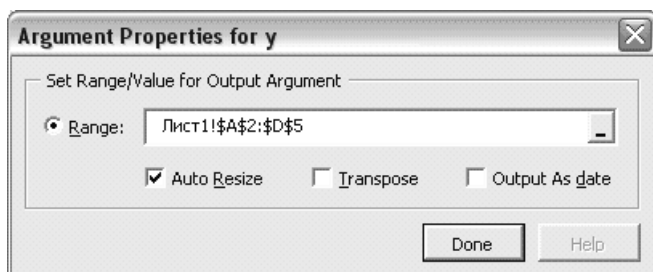 Argument Properties for y
Set Range/Value for Output Argument
Range: Лист1!$A$2:$D$5
Auto Resize Transpose Output As date
Done Help